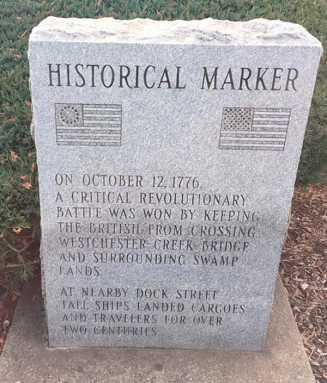 HISTORICAL MARKER
ON OCTOBER 12, 1776,
A CRITICAL REVOLUTIONARY
BATTLE WAS WON BY KEEPING
THE BRITISH FROM CROSSING
WESTCHESTER CREEK BRIDGE
AND SURROUNDING SWAMP
LANDS.
AT NEARBY DOCK STREET
TALL SHIPS LANDED CARGOES
AND TRAVELERS FOR OVER
TWO CENTURIES